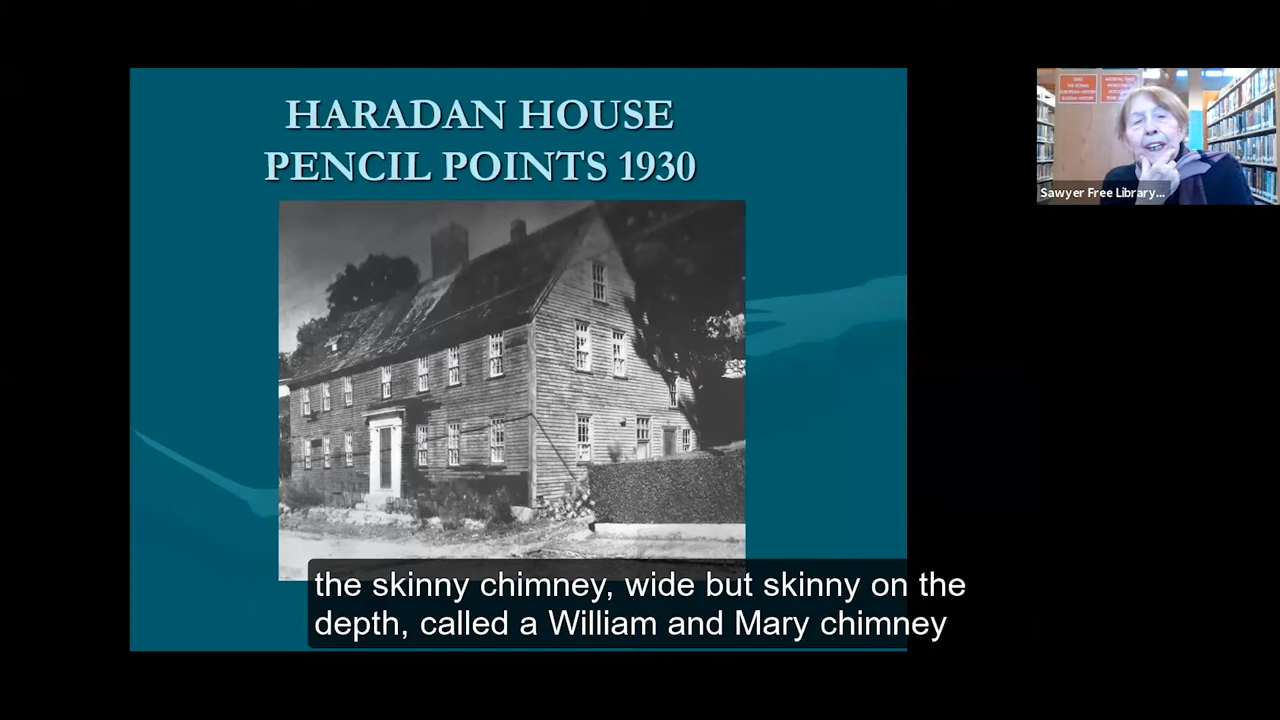 HARADAN HOUSE
PENCIL POINTS 1930
Sawyer Free Library...
the skinny chimney, wide but skinny on the
depth, called a William and Mary chimney